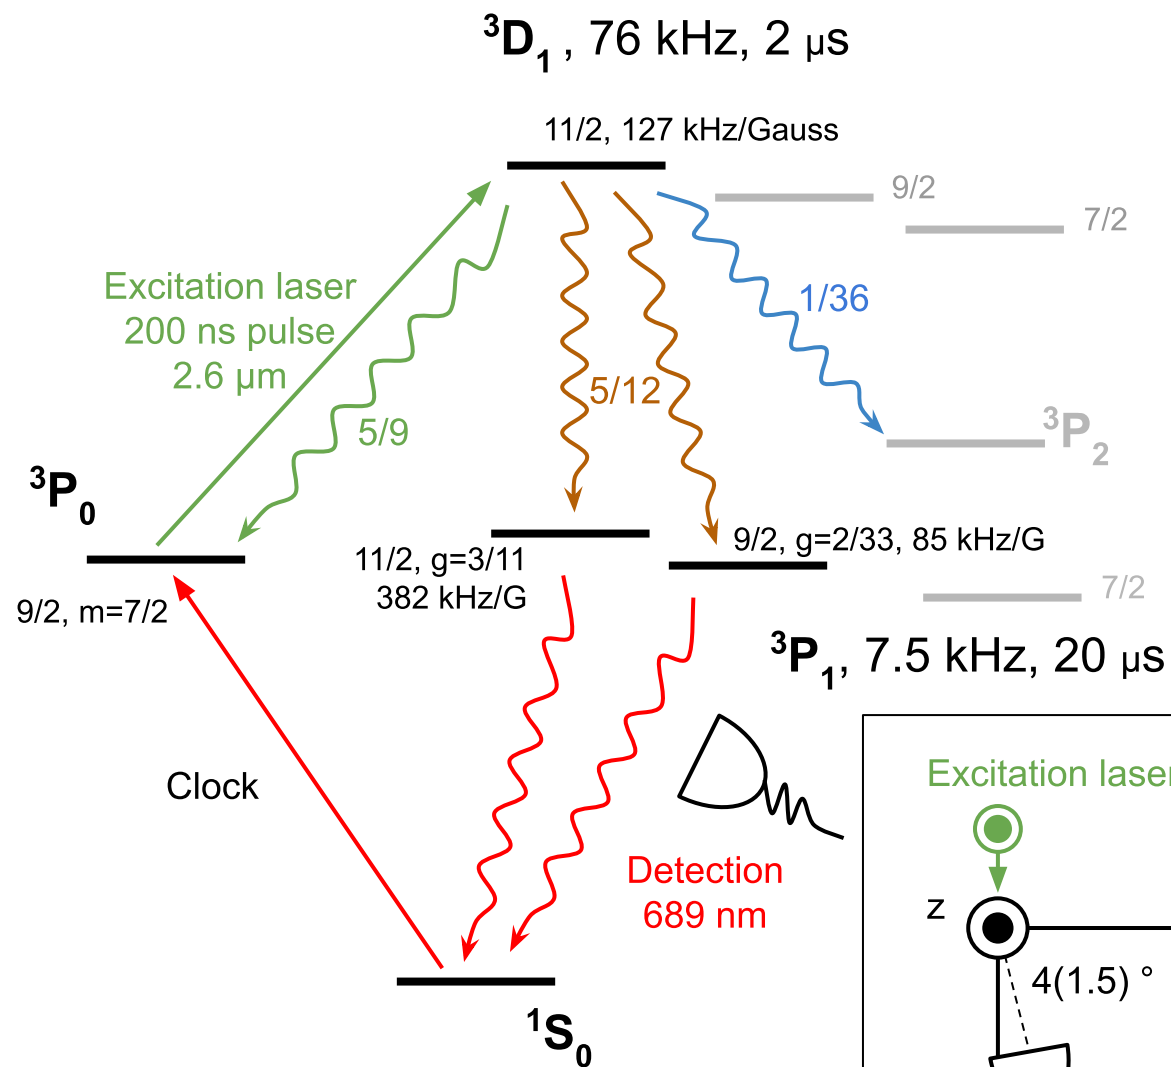 ³D₁ , 76 kHz, 2 μs
11/2, 127 kHz/Gauss
9/2
7/2
Excitation laser
200 ns pulse
2.6 μm
1/36
5/12
5/9
³P₂
³P₀
9/2, g=2/33, 85 kHz/G
11/2, g=3/11
382 kHz/G
7/2
9/2, m=7/2
³P₁, 7.5 kHz, 20 μs
Clock
Excitation laser
Detection
689 nm
z
4(1.5) °
¹S₀